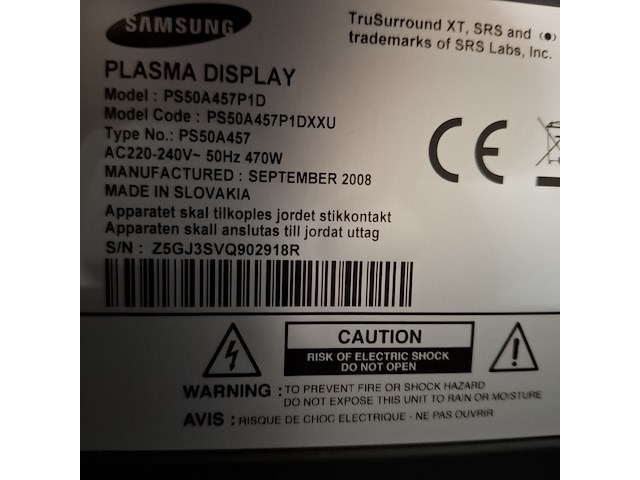 SAMSUNG
TruSurround XT, SRS and (●)
trademarks of SRS Labs, Inc.
PLASMA DISPLAY
Model : PS50A457P1D
Model Code : PS50A457P1DXXU
Type No.: PS50A457
AC220-240V~ 50Hz 470W
MANUFACTURED : SEPTEMBER 2008
MADE IN SLOVAKIA
Apparatet skal tilkoples jordet stikkontakt
Apparaten skall anslutas till jordat uttag
S/N : Z5GJ3SVQ902918R
CE
CAUTION
RISK OF ELECTRIC SHOCK
DO NOT OPEN
WARNING : TO PREVENT FIRE OR SHOCK HAZARD
DO NOT EXPOSE THIS UNIT TO RAIN OR MOISTURE
AVIS : RISQUE DE CHOC ELECTRIQUE - NE PAS OUVRIR